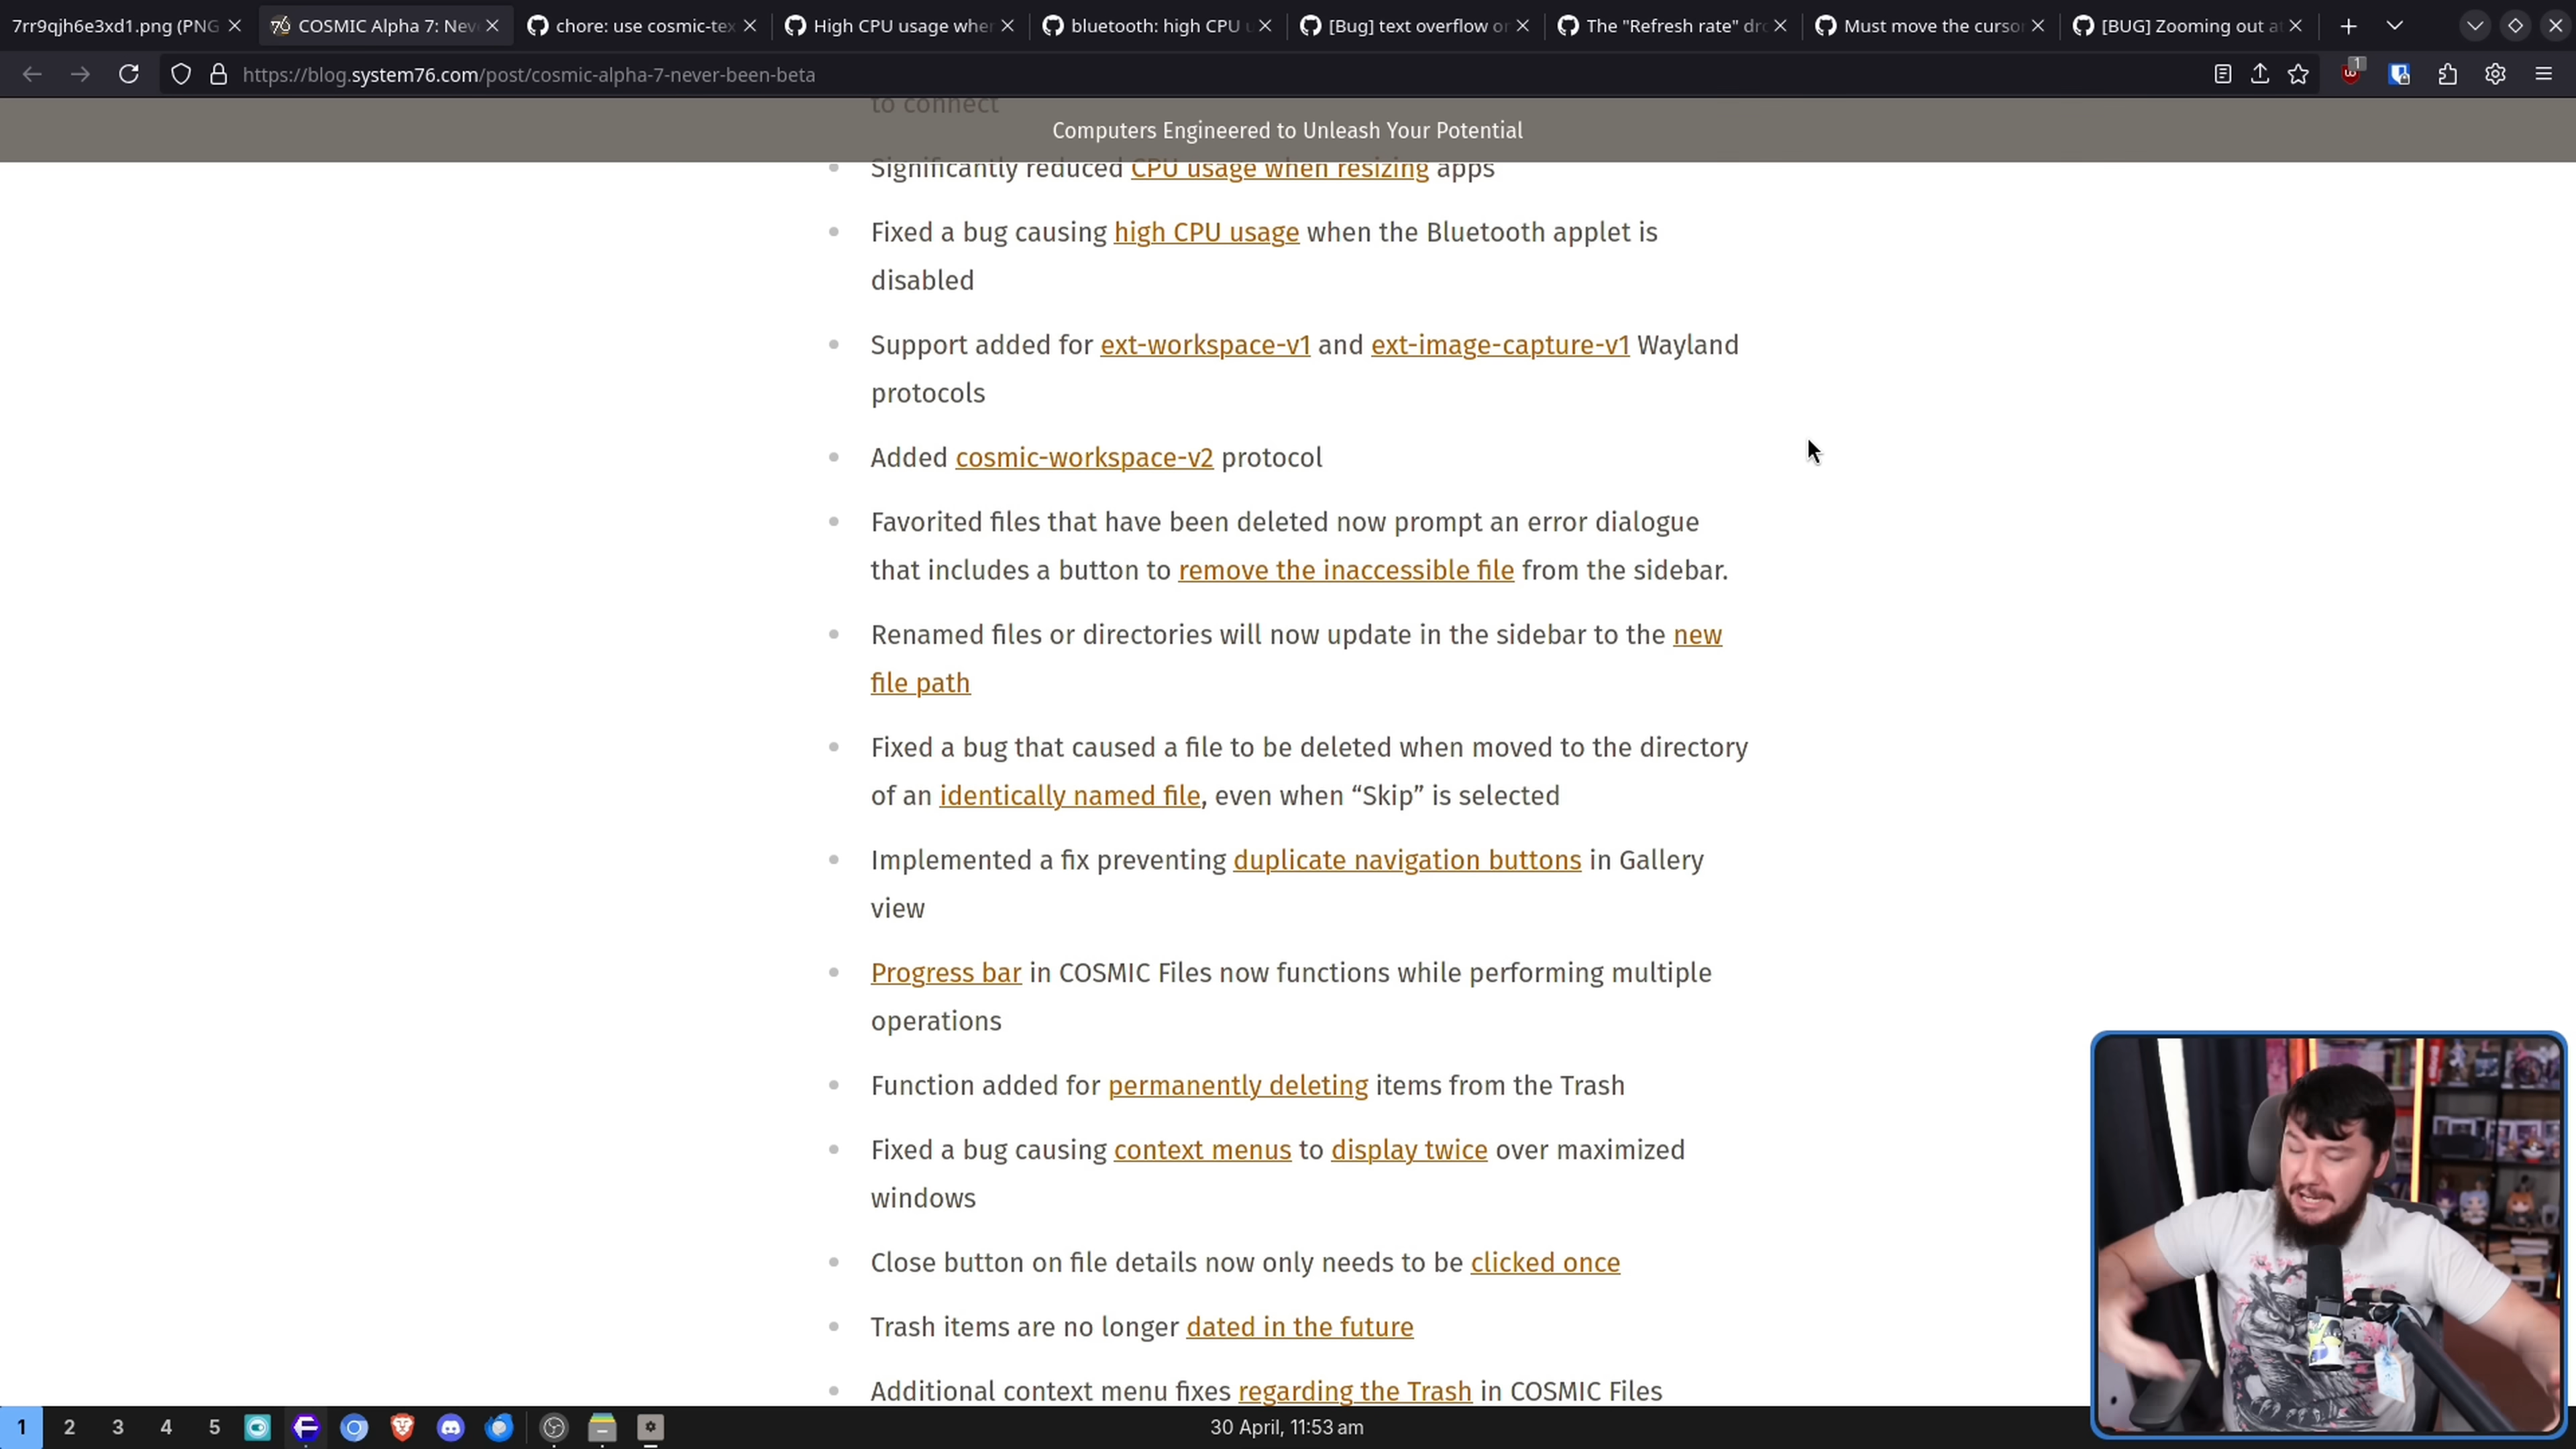 7rr9qjh6e3xd1.png (PNG
COSMIC Alpha 7: Nev
chore: use cosmic-tex
High CPU usage when
bluetooth: high CPU u
[Bug] text overflow or
The "Refresh rate" dro
Must move the cursor
[BUG] Zooming out at
https://blog.system76.com/post/cosmic-alpha-7-never-been-beta
1
to connect
Computers Engineered to Unleash Your Potential
Significantly reduced CPU usage when resizing apps
Fixed a bug causing high CPU usage when the Bluetooth applet is
disabled
Support added for ext-workspace-v1 and ext-image-capture-v1 Wayland
protocols
Added cosmic-workspace-v2 protocol
Favorited files that have been deleted now prompt an error dialogue
that includes a button to remove the inaccessible file from the sidebar.
Renamed files or directories will now update in the sidebar to the new
file path
Fixed a bug that caused a file to be deleted when moved to the directory
of an identically named file, even when “Skip” is selected
Implemented a fix preventing duplicate navigation buttons in Gallery
view
Progress bar in COSMIC Files now functions while performing multiple
operations
Function added for permanently deleting items from the Trash
Fixed a bug causing context menus to display twice over maximized
windows
Close button on file details now only needs to be clicked once
Trash items are no longer dated in the future
Additional context menu fixes regarding the Trash in COSMIC Files
1 2 3 4 5
30 April, 11:53 am